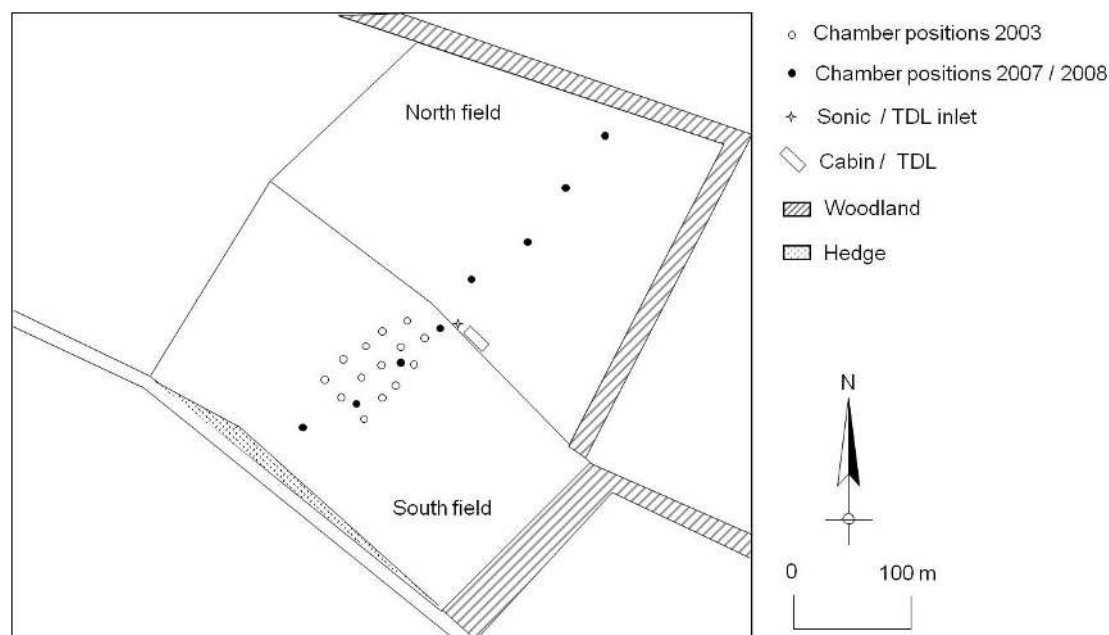 North field
South field
Chamber positions 2003
Chamber positions 2007 / 2008
Sonic / TDL inlet
Cabin / TDL
Woodland
Hedge
N
0 100 m